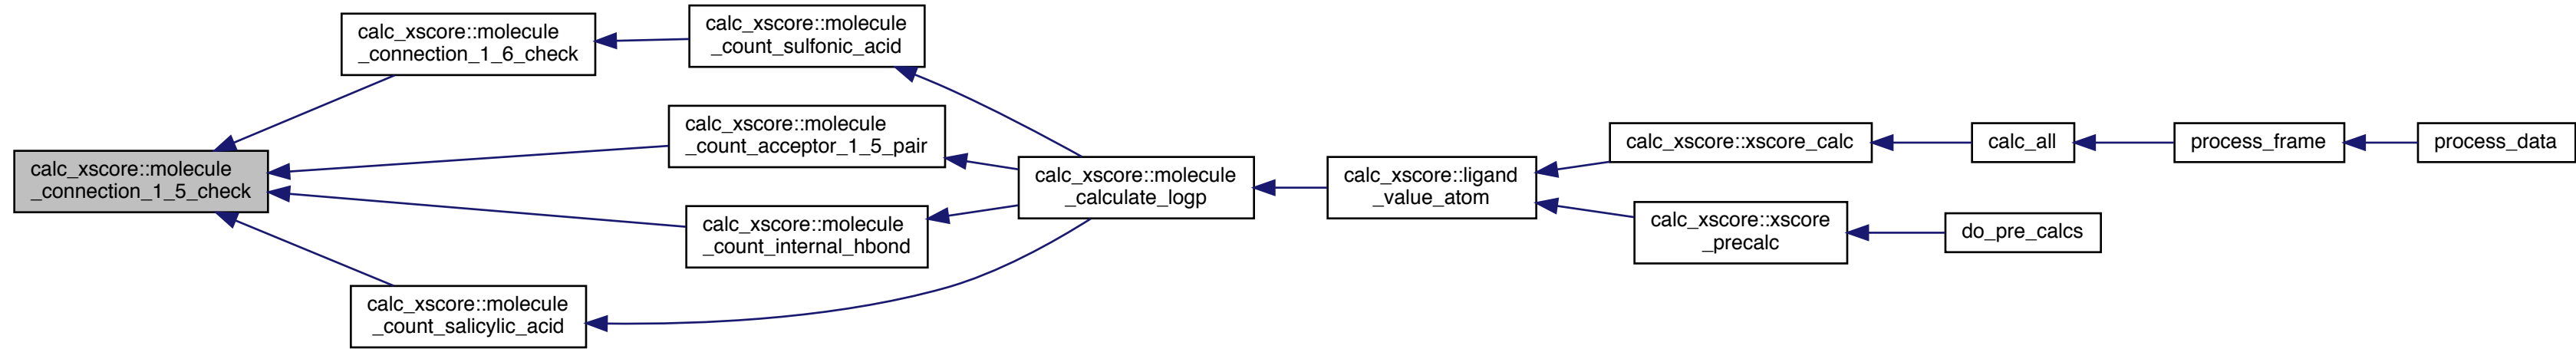 calc_xscore::molecule
_connection_1_5_check
calc_xscore::molecule
_connection_1_6_check
calc_xscore::molecule
_count_sulfonic_acid
calc_xscore::molecule
_count_acceptor_1_5_pair
calc_xscore::molecule
_count_internal_hbond
calc_xscore::molecule
_count_salicylic_acid
calc_xscore::molecule
_calculate_logp
calc_xscore::ligand
_value_atom
calc_xscore::xscore_calc
calc_all
process_frame
process_data
calc_xscore::xscore
_precalc
do_pre_calcs